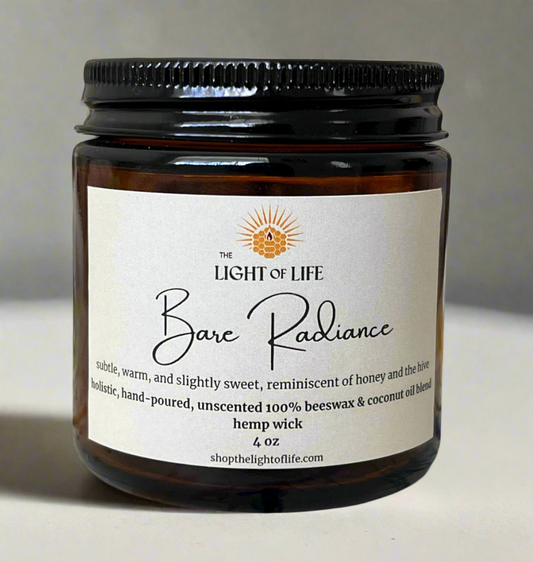 THE
LIGHT OF LIFE
Bare Radiance
subtle, warm, and slightly sweet, reminiscent of honey and the hive
holistic, hand-poured, unscented 100% beeswax & coconut oil blend
hemp wick
4 oz
shopthelightoflife.com